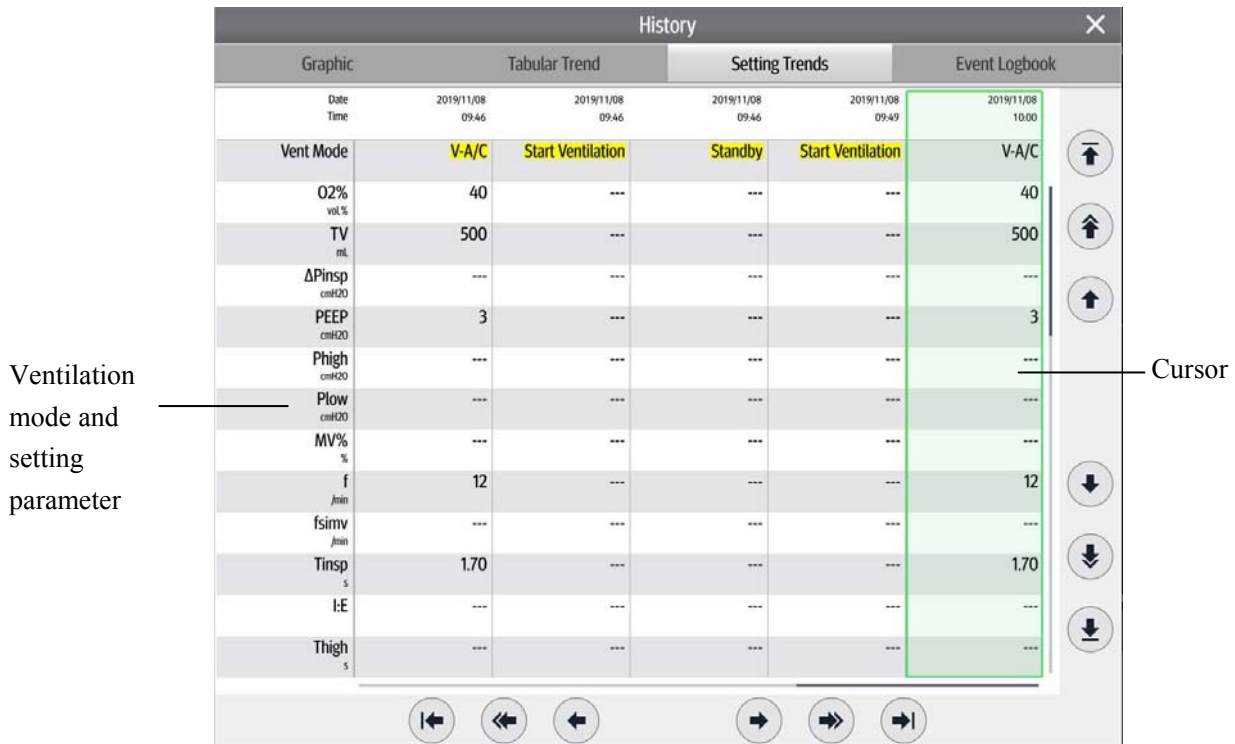 History
Graphic Tabular Trend Setting Trends Event Logbook
Date 2019/11/08 2019/11/08 2019/11/08 2019/11/08 2019/11/08
Time 09:46 09:46 09:46 09:49 10:00
Vent Mode V-A/C Start Ventilation Standby Start Ventilation V-A/C
O2% 40 --- --- --- 40
vol.%
TV 500 --- --- --- 500
mL
ΔPinsp --- --- --- --- ---
cmH2O
PEEP 3 --- --- --- 3
cmH2O
Phigh --- --- --- --- ---
cmH2O
Plow --- --- --- --- ---
cmH2O
MV% --- --- --- --- ---
%
f 12 --- --- --- 12
/min
fsimv --- --- --- --- ---
/min
Tinsp 1.70 --- --- --- 1.70
s
I:E --- --- --- --- ---
Thigh --- --- --- --- ---
s
Ventilation
mode and
setting
parameter
Cursor